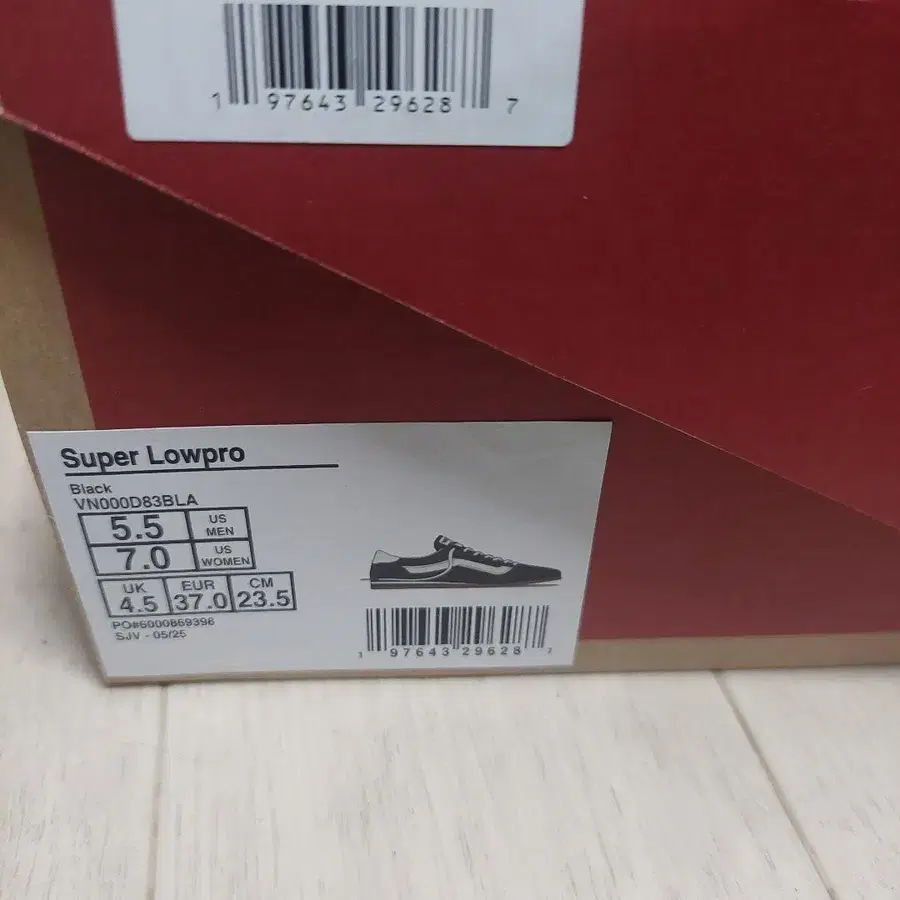 1 97643 29628 7
Super Lowpro
Black
VN000D83BLA
5.5 US MEN
7.0 US WOMEN
UK EUR CM
4.5 37.0 23.5
PO#6000869396
SJV - 05/25
1 97643 29628